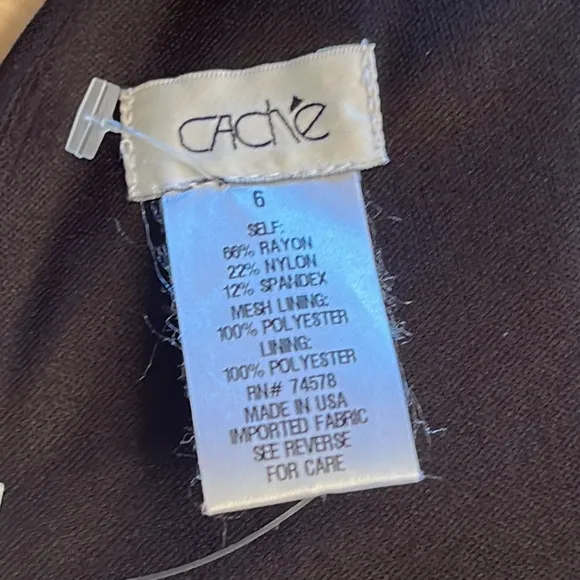 caché
6
SELF:
66% RAYON
22% NYLON
12% SPANDEX
MESH LINING:
100% POLYESTER
LINING:
100% POLYESTER
RN# 74578
MADE IN USA
IMPORTED FABRIC
SEE REVERSE
FOR CARE